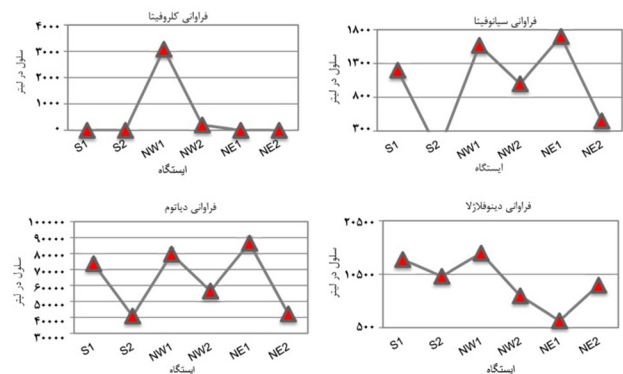 فراوانی کلروفیتا
۴۰۰۰
۳۰۰۰
۲۰۰۰
۱۰۰۰
۰
سلول در لیتر
S1 S2 NW1 NW2 NE1 NE2
ایستگاه
فراوانی سیانوفیتا
۱۸۰۰
۱۳۰۰
۸۰۰
۳۰۰
سلول در لیتر
S1 S2 NW1 NW2 NE1 NE2
ایستگاه
فراوانی دیاتوم
۱۰۰۰۰۰
۹۰۰۰۰
۸۰۰۰۰
۷۰۰۰۰
۶۰۰۰۰
۵۰۰۰۰
۴۰۰۰۰
۳۰۰۰۰
سلول در لیتر
S1 S2 NW1 NW2 NE1 NE2
ایستگاه
فراوانی دینوفلاژلا
۲۰۵۰۰
۱۰۵۰۰
۵۰۰
سلول در لیتر
S1 S2 NW1 NW2 NE1 NE2
ایستگاه